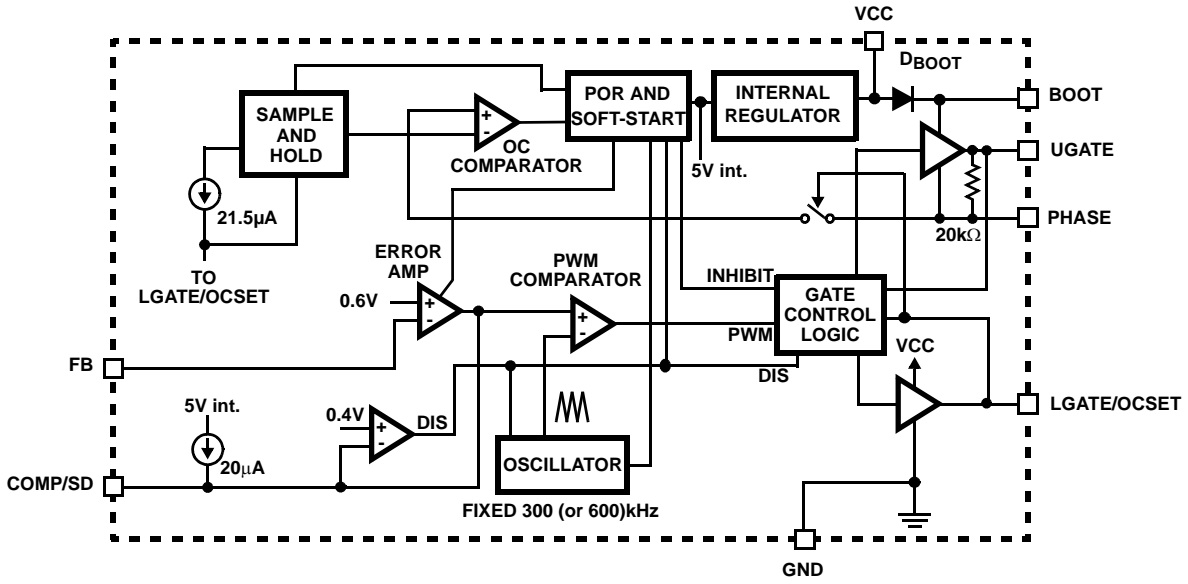 VCC
D_BOOT
BOOT
SAMPLE
AND
HOLD
+
-
OC
COMPARATOR
POR AND
SOFT-START
INTERNAL
REGULATOR
5V int.
UGATE
21.5µA
TO
LGATE/OCSET
PHASE
20kΩ
ERROR
AMP
0.6V
+
-
PWM
COMPARATOR
+
-
INHIBIT
PWM
DIS
GATE
CONTROL
LOGIC
VCC
FB
5V int.
20µA
0.4V
+
-
DIS
LGATE/OCSET
COMP/SD
OSCILLATOR
FIXED 300 (or 600)kHz
GND